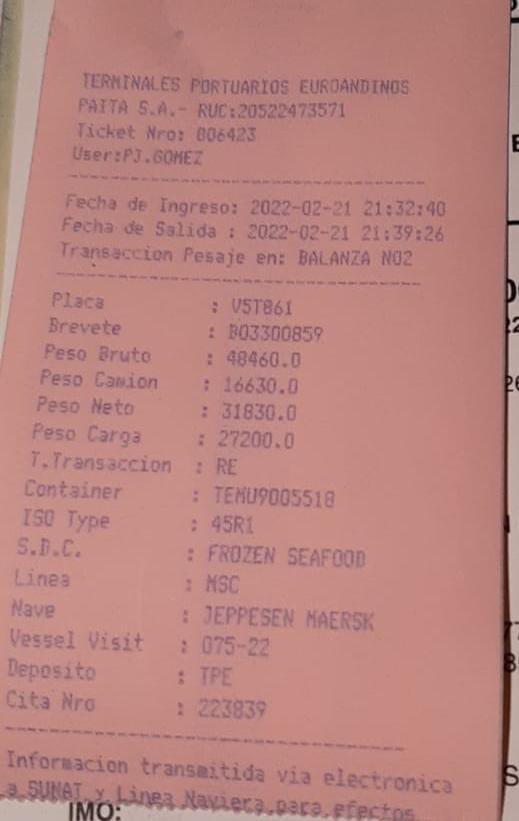 TERMINALES PORTUARIOS EUROANDINOS
PAITA S.A.- RUC:20522473571
Ticket Nro: 806423
User:PJ.GOMEZ
Fecha de Ingreso: 2022-02-21 21:32:40
Fecha de Salida : 2022-02-21 21:39:26
Transaccion Pesaje en: BALANZA N02
Placa : V5T861
Brevete : B03300859
Peso Bruto : 48460.0
Peso Camion : 16630.0
Peso Neto : 31830.0
Peso Carga : 27200.0
T.Transaccion : RE
Container : TEMU9005518
ISO Type : 45R1
S.D.C. : FROZEN SEAFOOD
Linea : MSC
Nave : JEPPESEN MAERSK
Vessel Visit : 075-22
Deposito : TPE
Cita Nro : 223839
Informacion transmitida via electronica
a SUNAT y Linea Naviera para efectos
IMO: